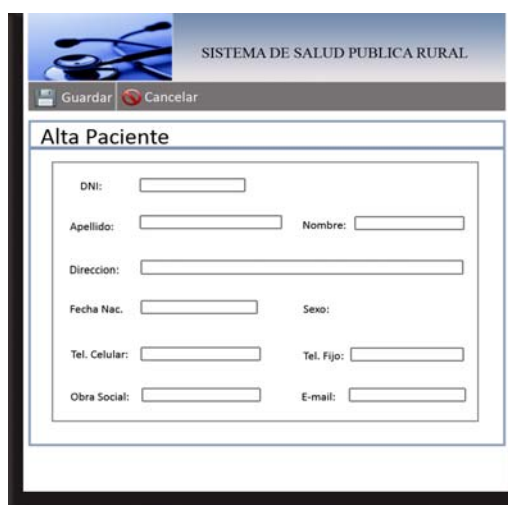 SISTEMA DE SALUD PUBLICA RURAL
Guardar Cancelar
Alta Paciente
DNI:
Apellido: Nombre:
Direccion:
Fecha Nac. Sexo:
Tel. Celular: Tel. Fijo:
Obra Social: E-mail: